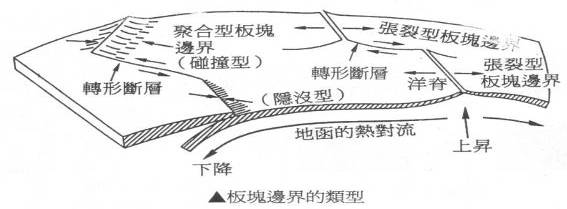 聚合型板塊
邊界
(碰撞型)
轉形斷層
(隱沒型)
張裂型板塊邊界
轉形斷層
洋脊
張裂型
板塊邊界
地函的熱對流
下降
上昇
▲板塊邊界的類型